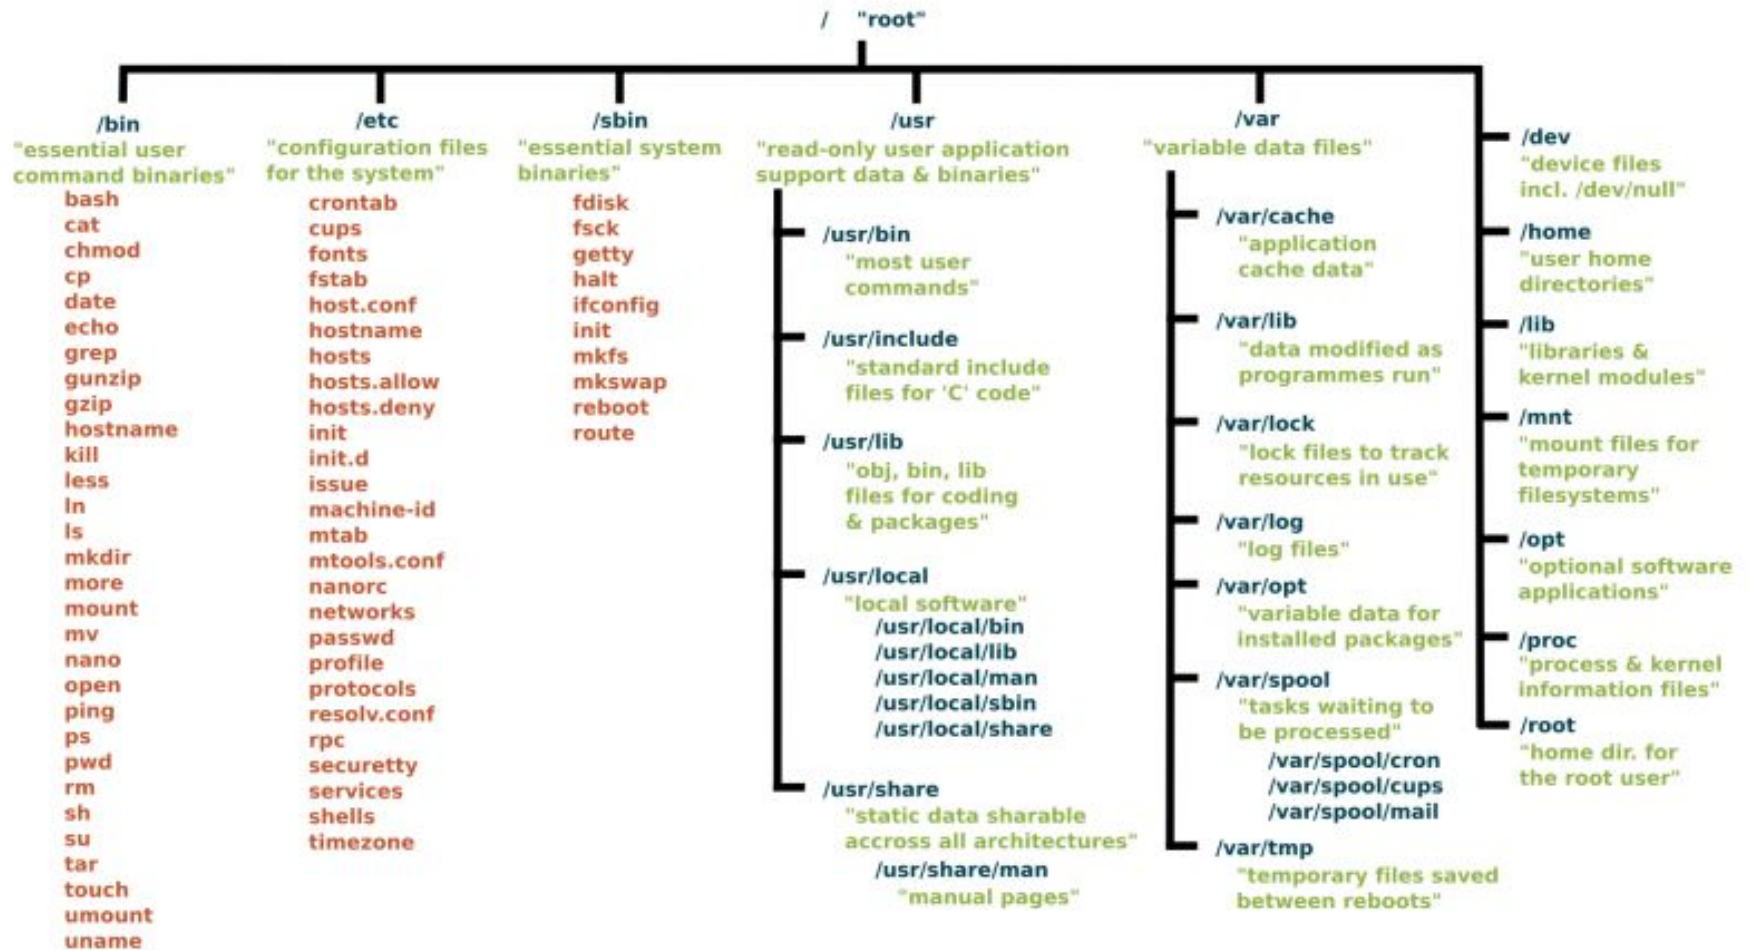 / "root"
/bin
"essential user
command binaries"
bash
cat
chmod
cp
date
echo
grep
gunzip
gzip
hostname
kill
less
ln
ls
mkdir
more
mount
mv
nano
open
ping
ps
pwd
rm
sh
su
tar
touch
umount
uname
/etc
"configuration files
for the system"
crontab
cups
fonts
fstab
host.conf
hostname
hosts
hosts.allow
hosts.deny
init
init.d
issue
machine-id
mtab
mtools.conf
nanorc
networks
passwd
profile
protocols
resolv.conf
rpc
securetty
services
shells
timezone
/sbin
"essential system
binaries"
fdisk
fsck
getty
halt
ifconfig
init
mkfs
mkswap
reboot
route
/usr
"read-only user application
support data & binaries"
/usr/bin
"most user
commands"
/usr/include
"standard include
files for 'C' code"
/usr/lib
"obj, bin, lib
files for coding
& packages"
/usr/local
"local software"
/usr/local/bin
/usr/local/lib
/usr/local/man
/usr/local/sbin
/usr/local/share
/usr/share
"static data sharable
accross all architectures"
/usr/share/man
"manual pages"
/var
"variable data files"
/var/cache
"application
cache data"
/var/lib
"data modified as
programmes run"
/var/lock
"lock files to track
resources in use"
/var/log
"log files"
/var/opt
"variable data for
installed packages"
/var/spool
"tasks waiting to
be processed"
/var/spool/cron
/var/spool/cups
/var/spool/mail
/var/tmp
"temporary files saved
between reboots"
/dev
"device files
incl. /dev/null"
/home
"user home
directories"
/lib
"libraries &
kernel modules"
/mnt
"mount files for
temporary
filesystems"
/opt
"optional software
applications"
/proc
"process & kernel
information files"
/root
"home dir. for
the root user"